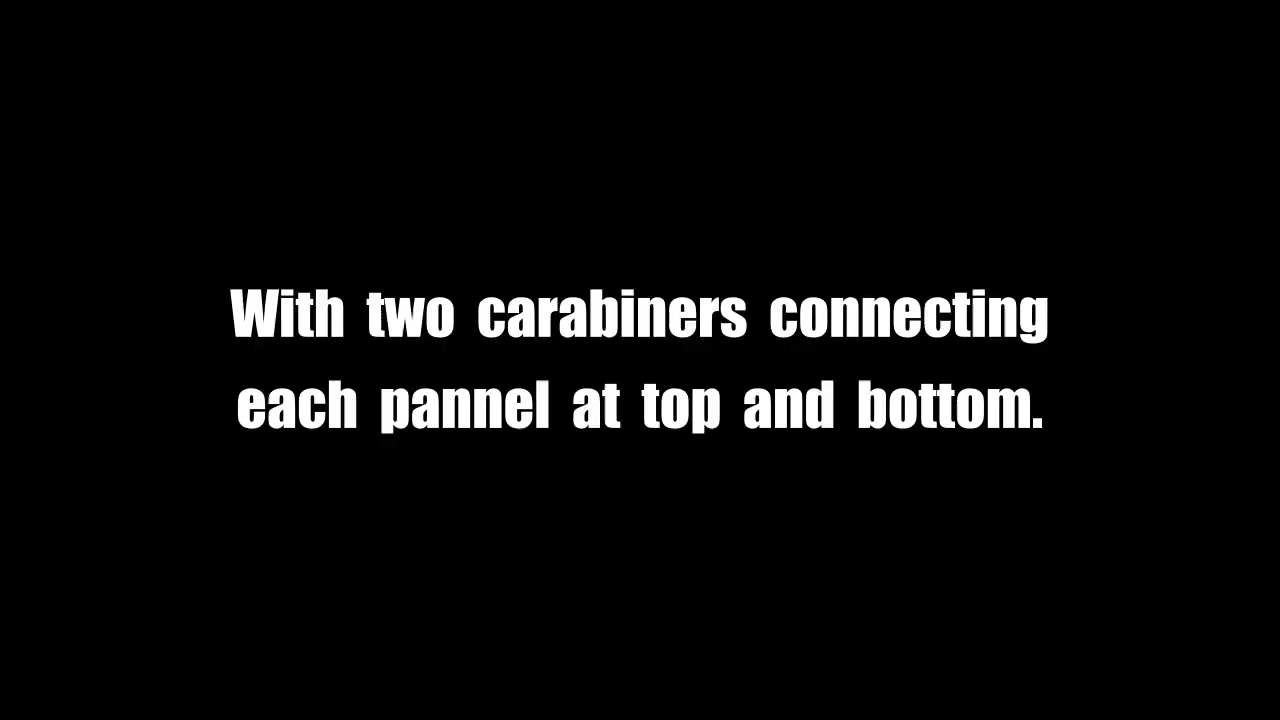 With two carabiners connecting
each pannel at top and bottom.